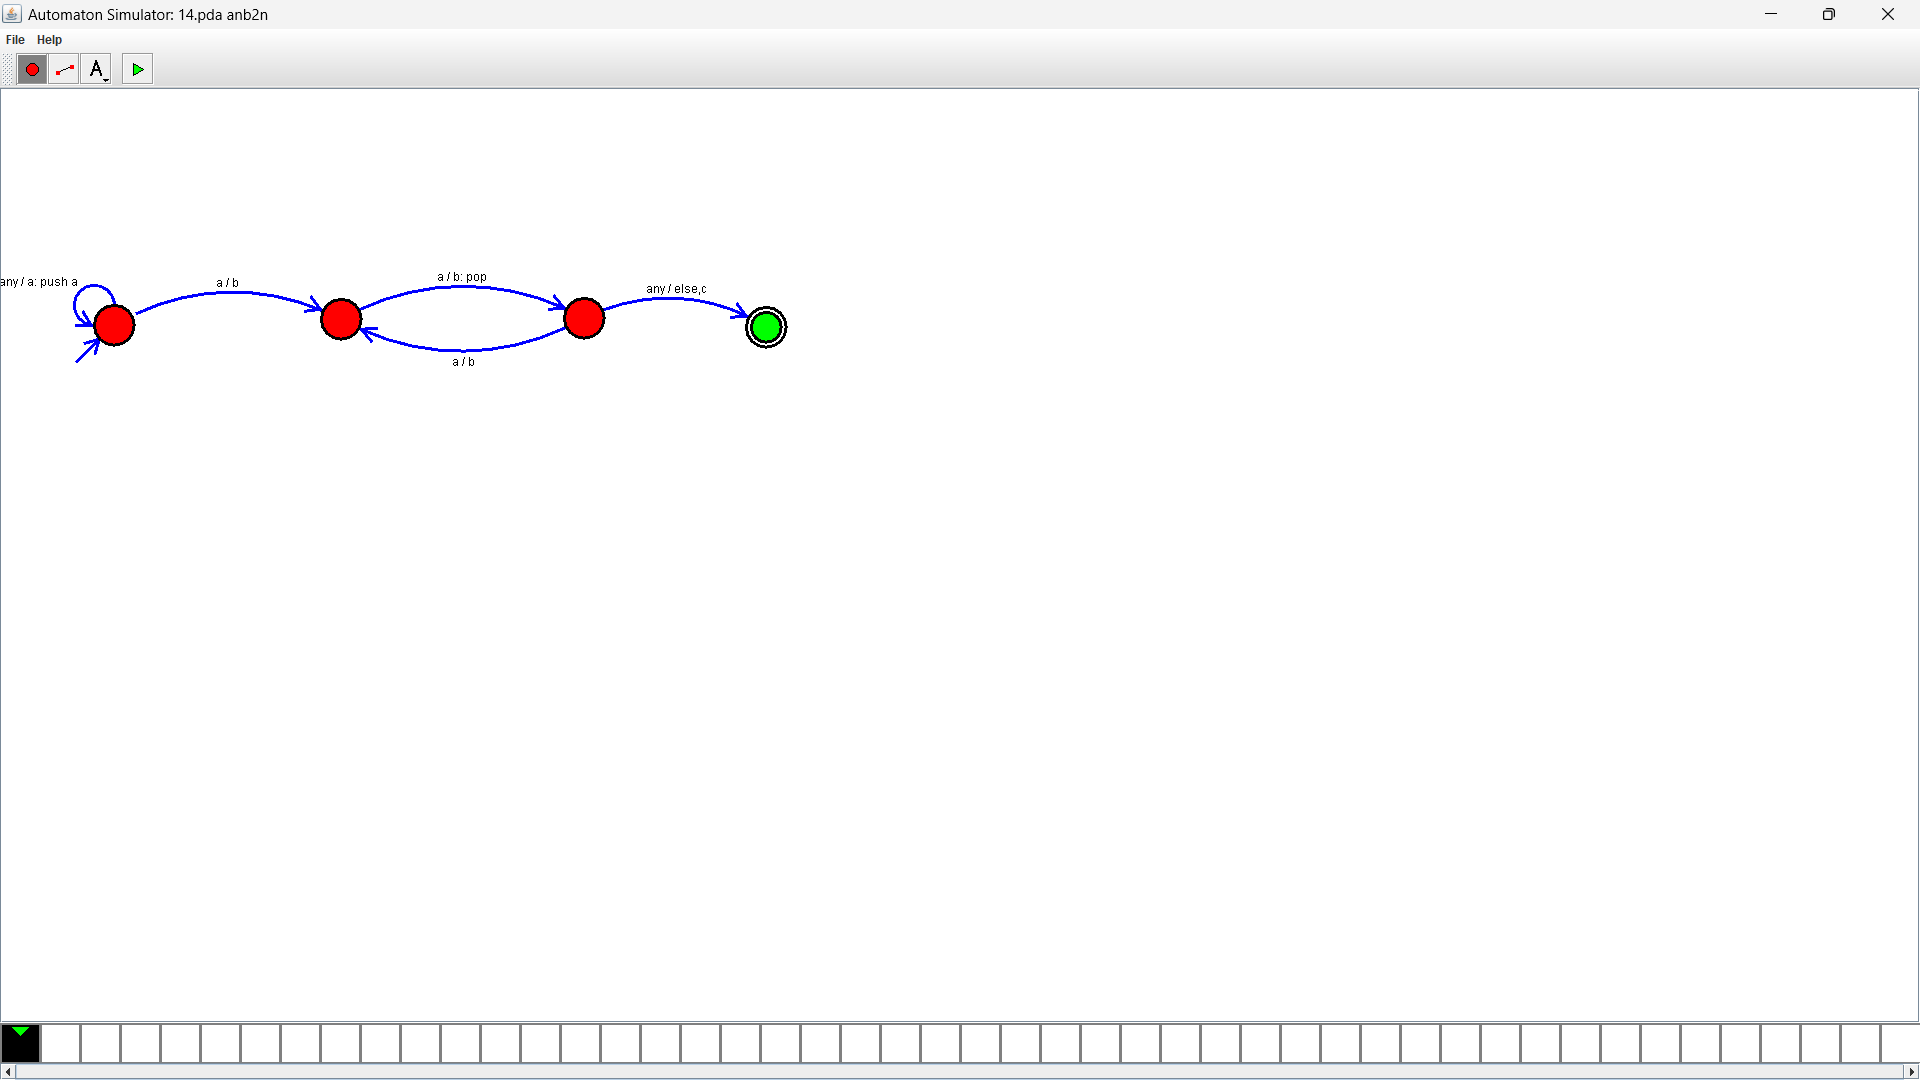 Automaton Simulator: 14.pda anb2n
File Help
A
any / a: push a
a / b
a / b: pop
any / else,c
a / b